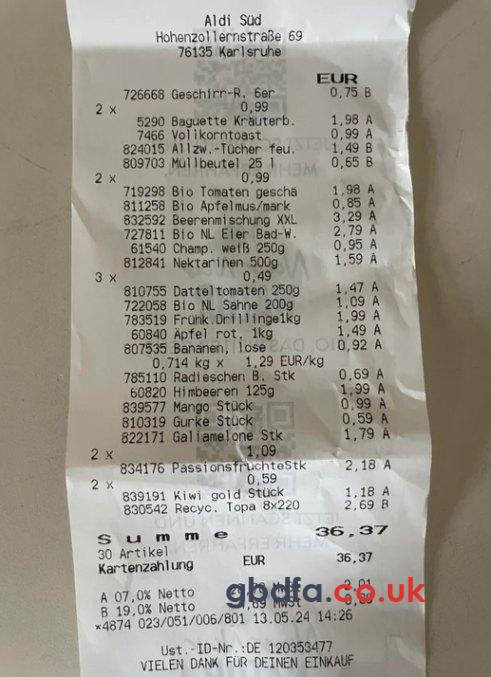 Aldi Süd
Hohenzollernstraße 69
76135 Karlsruhe
EUR
726668 Geschirr-R. 6er 0,75 B
2 x 0,99
5290 Baguette Kräuterb. 1,98 A
7466 Vollkorntoast 0,99 A
824015 Allzw.-Tücher feu. 1,49 B
809703 Müllbeutel 25 l 0,65 B
2 x 0,99
719298 Bio Tomaten geschä 1,98 A
811258 Bio Apfelmus/mark 0,85 A
832592 Beerenmischung XXL 3,29 A
727811 Bio NL Eier Bad-W. 2,79 A
61540 Champ. weiß 250g 0,95 A
812841 Nektarinen 500g 1,59 A
3 x 0,49
810755 Datteltomaten 250g 1,47 A
722058 Bio NL Sahne 200g 1,09 A
783519 Frühk.Drillinge1kg 1,99 A
60840 Apfel rot. 1kg 1,49 A
807535 Bananen, lose 0,92 A
0,714 kg x 1,29 EUR/kg
785110 Radieschen B. Stk 0,69 A
60820 Himbeeren 125g 1,99 A
839577 Mango Stück 0,99 A
810319 Gurke Stück 0,59 A
822171 Galiamelone Stk 1,79 A
2 x 1,09
834176 PassionsfruchteStk 2,18 A
2 x 0,59
839191 Kiwi gold Stück 1,18 A
830542 Recyc. Topa 8x220 2,69 B
Summe 36,37
30 Artikel
Kartenzahlung EUR 36,37
A 07,0% Netto 2,01
B 19,0% Netto MwSt
*4874 023/051/006/801 13.05.24 14:26
gbdfa.co.uk
Ust.-ID-Nr.:DE 120353477
VIELEN DANK FÜR DEINEN EINKAUF